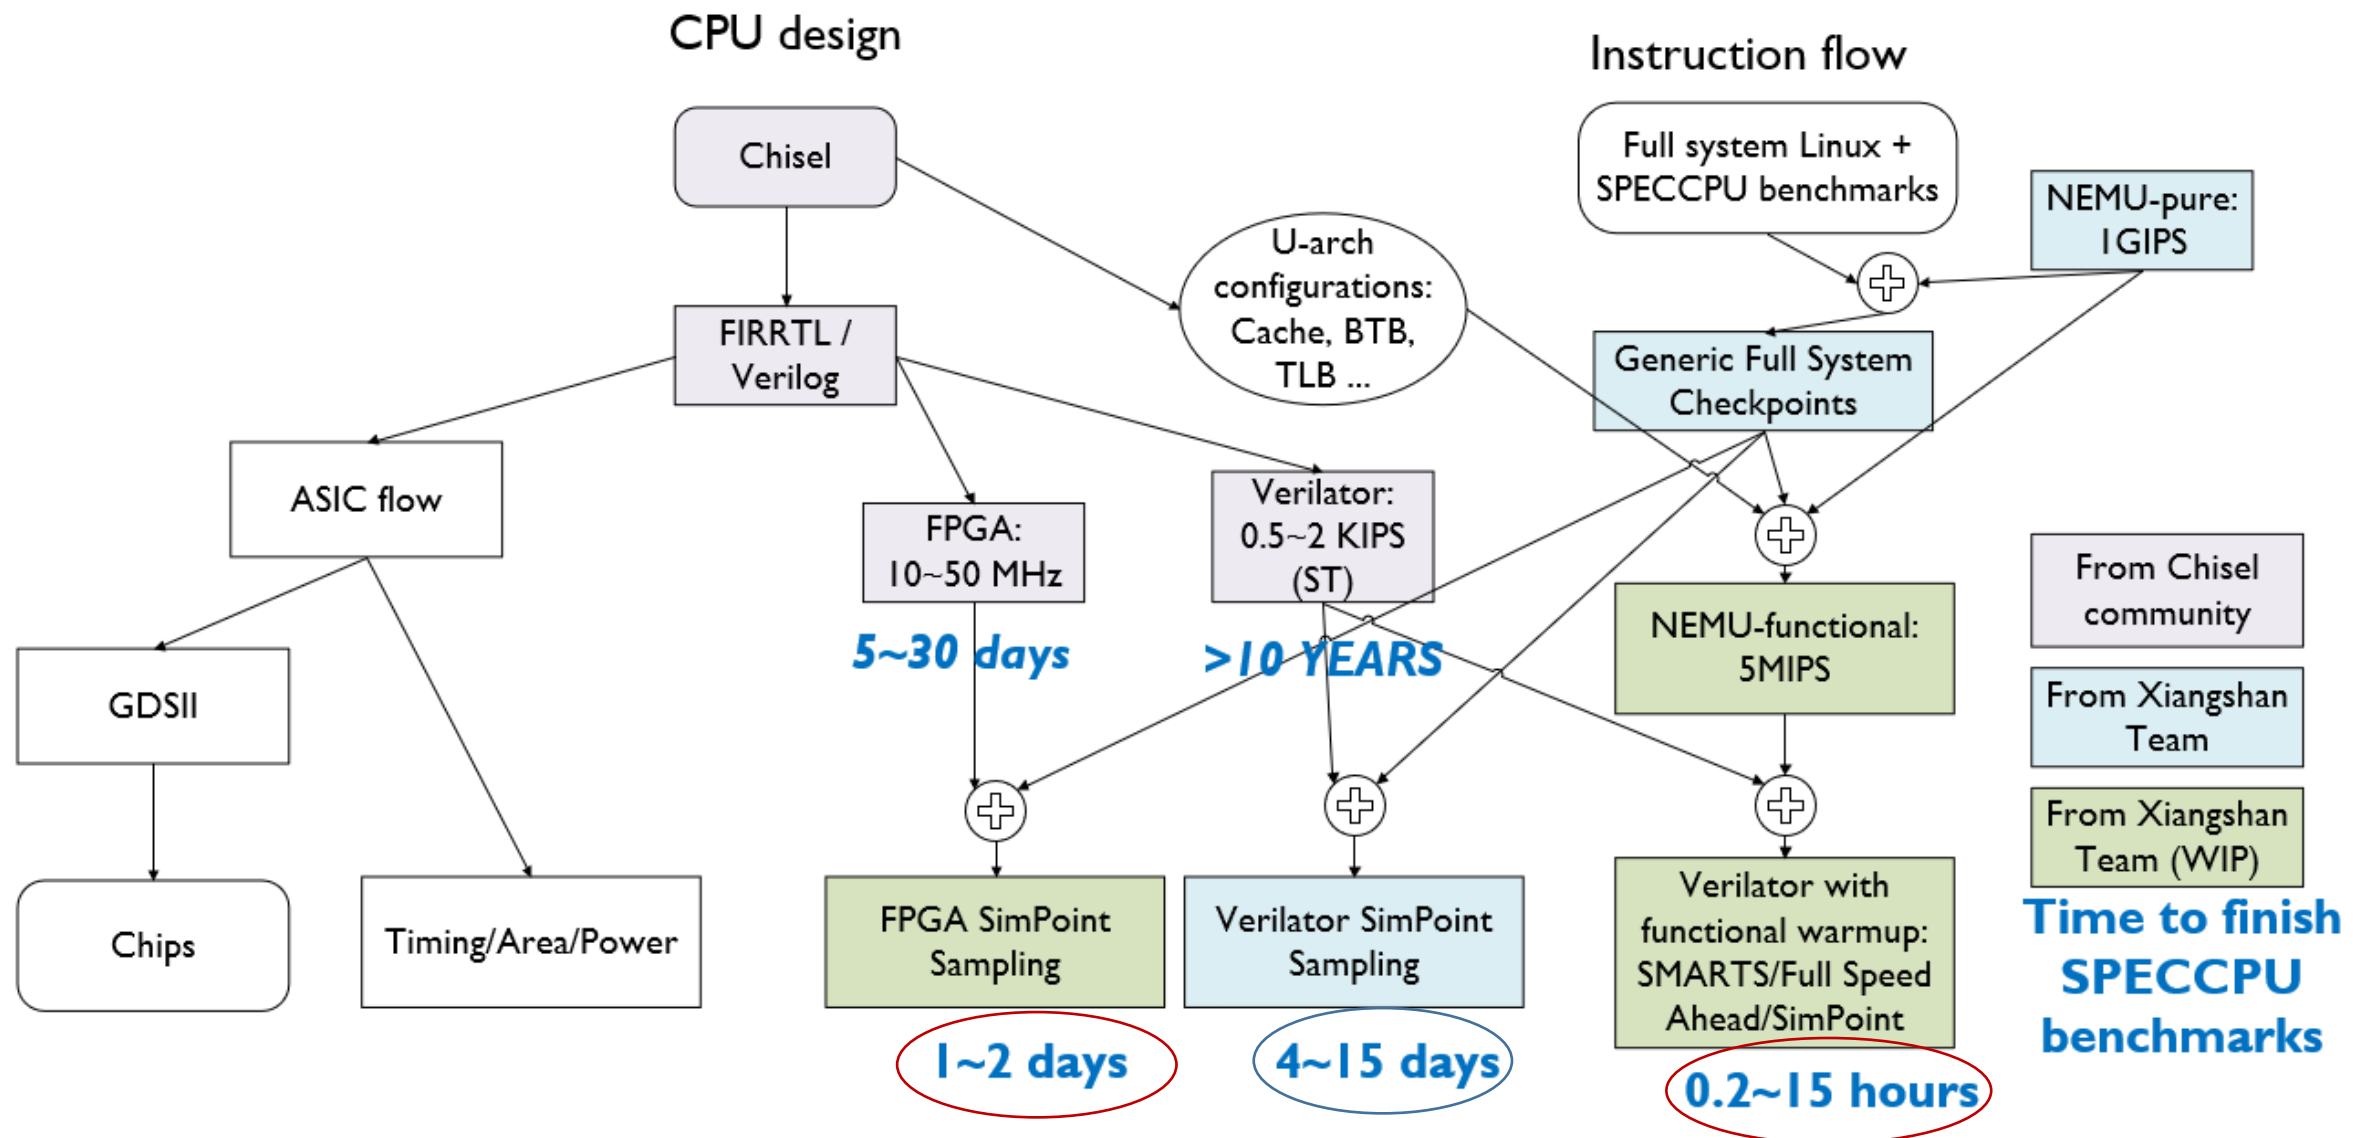 CPU design
Instruction flow
Chisel
Full system Linux +
SPECCPU benchmarks
NEMU-pure:
1GIPS
U-arch
configurations:
Cache, BTB,
TLB ...
FIRRTL /
Verilog
Generic Full System
Checkpoints
ASIC flow
FPGA:
10~50 MHz
Verilator:
0.5~2 KIPS
(ST)
5~30 days
>10 YEARS
NEMU-functional:
5MIPS
From Chisel
community
From Xiangshan
Team
From Xiangshan
Team (WIP)
GDSII
Chips
Timing/Area/Power
FPGA SimPoint
Sampling
Verilator SimPoint
Sampling
Verilator with
functional warmup:
SMARTS/Full Speed
Ahead/SimPoint
Time to finish
SPECCPU
benchmarks
1~2 days
4~15 days
0.2~15 hours